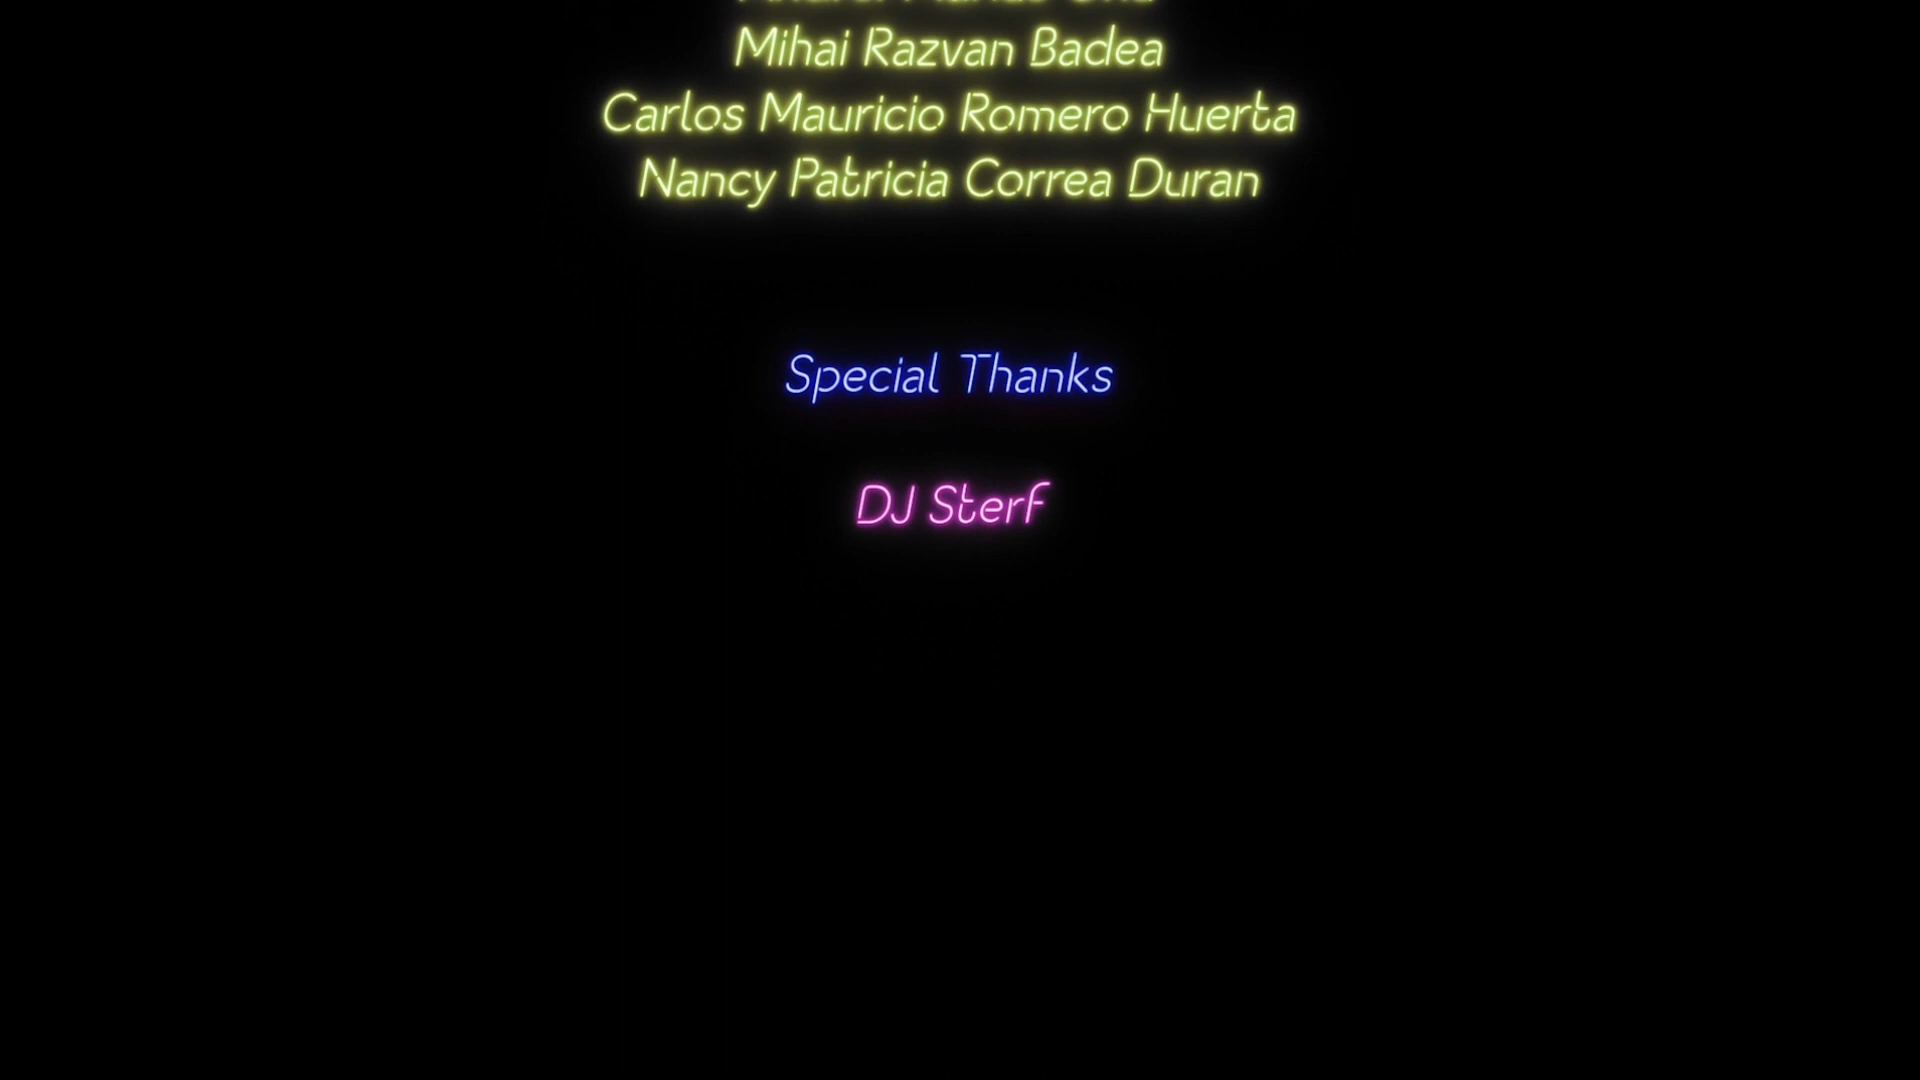 Mihai Razvan Badea
Carlos Mauricio Romero Huerta
Nancy Patricia Correa Duran
Special Thanks
DJ Sterf